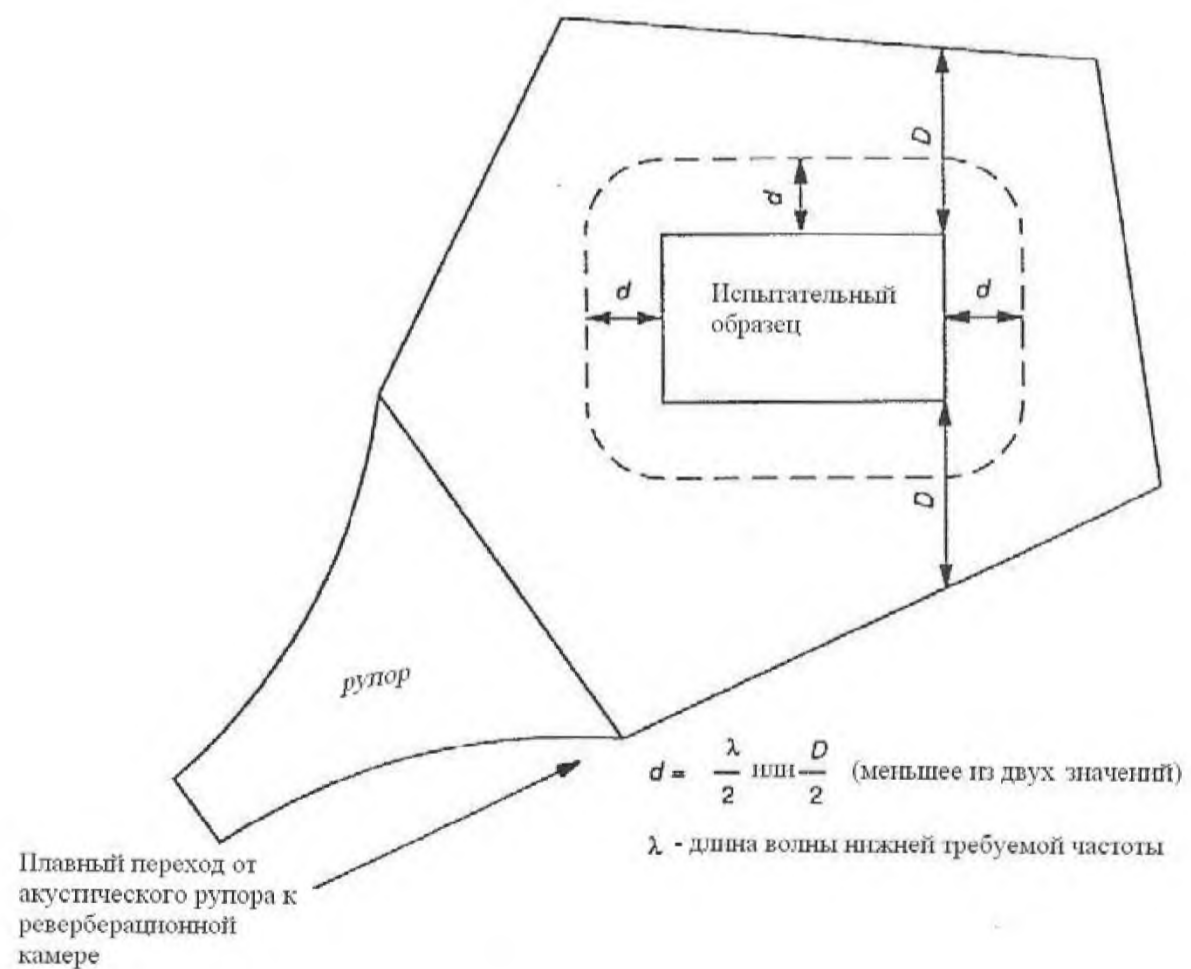 D
d
d
Испытательный
образец
d
D
рупор
d = λ/2 или D/2 (меньшее из двух значений)
λ - длина волны нижней требуемой частоты
Плавный переход от
акустического рупора к
реверберационной
камере